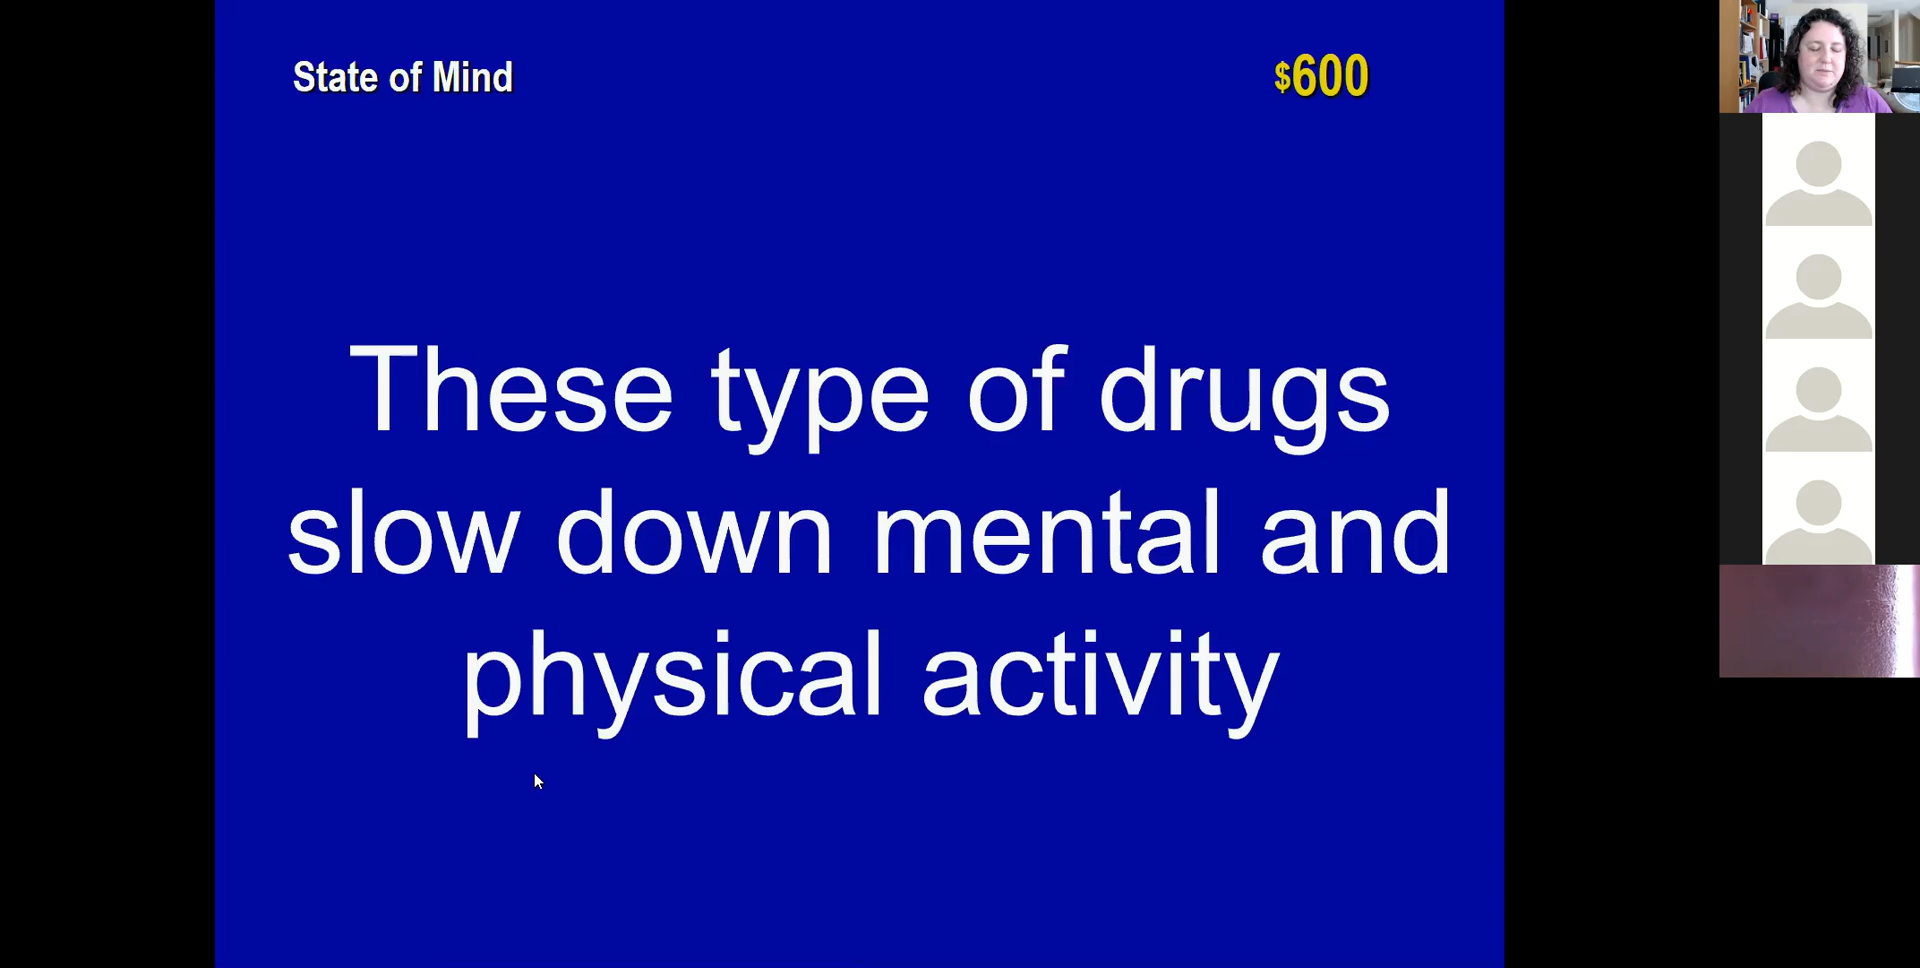 State of Mind
$600
These type of drugs
slow down mental and
physical activity